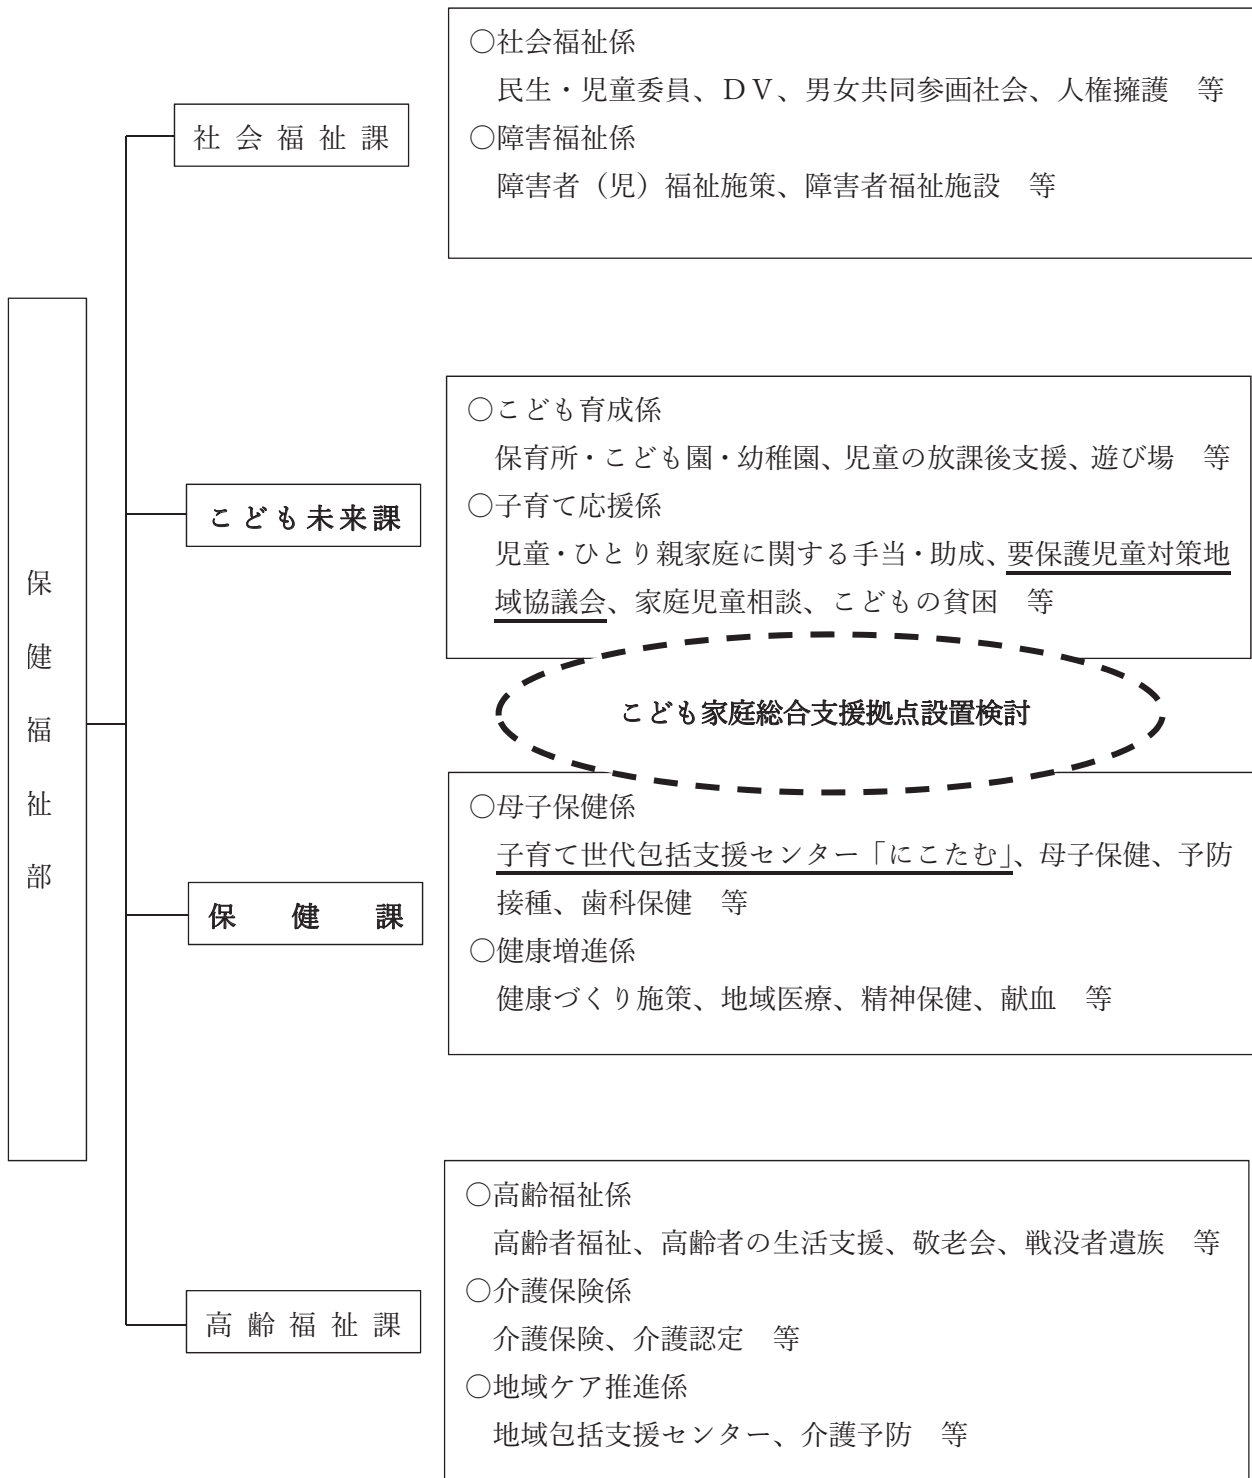 保健福祉部
社会福祉課
○社会福祉係
民生・児童委員、ＤＶ、男女共同参画社会、人権擁護　等
○障害福祉係
障害者（児）福祉施策、障害者福祉施設　等
こども未来課
○こども育成係
保育所・こども園・幼稚園、児童の放課後支援、遊び場　等
○子育て応援係
児童・ひとり親家庭に関する手当・助成、要保護児童対策地
域協議会、家庭児童相談、こどもの貧困　等
こども家庭総合支援拠点設置検討
保健課
○母子保健係
子育て世代包括支援センター「にこたむ」、母子保健、予防
接種、歯科保健　等
○健康増進係
健康づくり施策、地域医療、精神保健、献血　等
高齢福祉課
○高齢福祉係
高齢者福祉、高齢者の生活支援、敬老会、戦没者遺族　等
○介護保険係
介護保険、介護認定　等
○地域ケア推進係
地域包括支援センター、介護予防　等